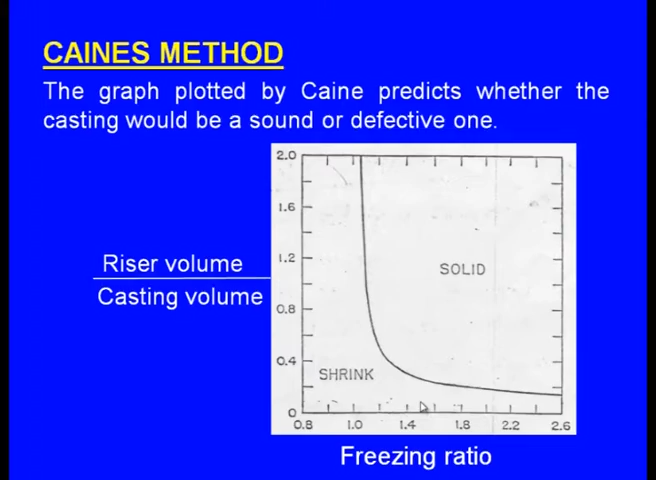 CAINES METHOD
The graph plotted by Caine predicts whether the
casting would be a sound or defective one.
2.0
1.6
1.2
0.8
0.4
0
Riser volume
Casting volume
SOLID
SHRINK
0.8 1.0 1.4 1.8 2.2 2.6
Freezing ratio